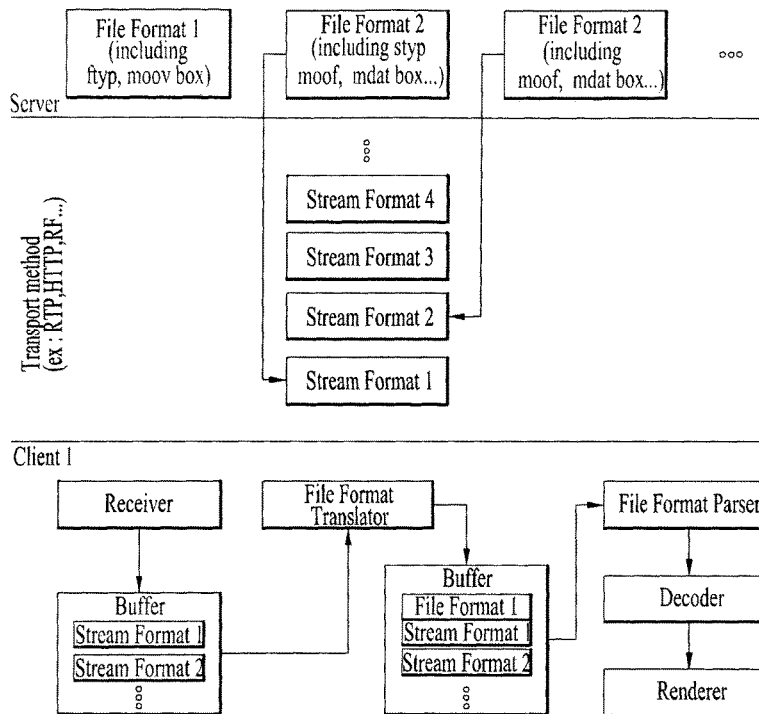 File Format 1
(including
ftyp, moov box)
File Format 2
(including styp
moof, mdat box...)
File Format 2
(including
moof, mdat box...)
Server
Transport method
(ex : RTP,HTTP,RF...)
Stream Format 4
Stream Format 3
Stream Format 2
Stream Format 1
Client 1
Receiver
File Format
Translator
File Format Parser
Buffer
Stream Format 1
Stream Format 2
Buffer
File Format 1
Stream Format 1
Stream Format 2
Decoder
Renderer